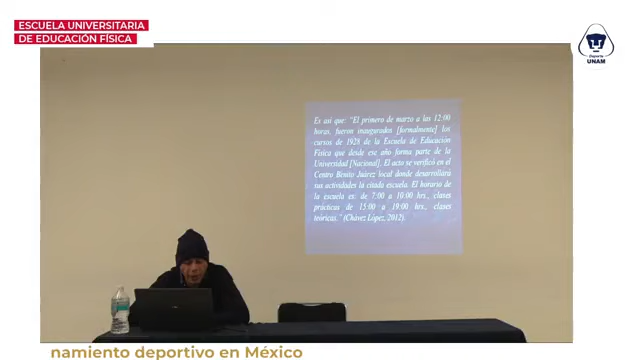 ESCUELA UNIVERSITARIA
DE EDUCACIÓN FÍSICA
Deporte
UNAM
Es así que: "El primero de marzo a las 12:00
horas, fueron inaugurados [formalmente] los
cursos de 1928 de la Escuela de Educación
Física que desde ese año forma parte de la
Universidad [Nacional]. El acto se verificó en el
Centro Benito Juárez local donde desarrollará
sus actividades la citada escuela. El horario de
la escuela es: de 7:00 a 10:00 hrs., clases
prácticas de 15:00 a 19:00 hrs., clases
teóricas." (Chávez López, 2012).
namiento deportivo en México